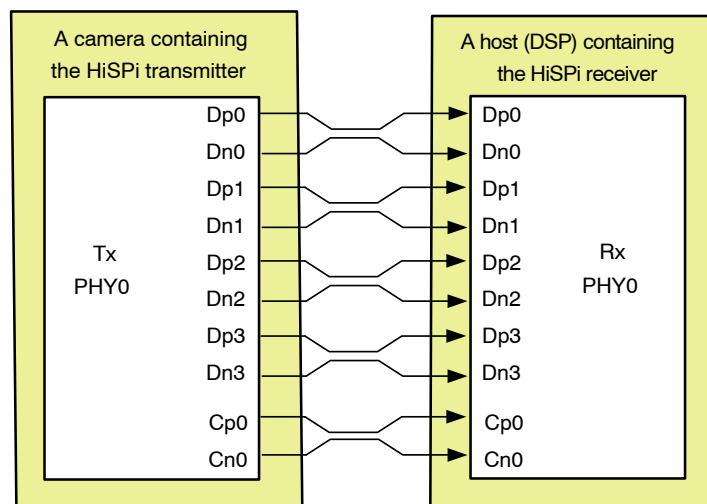 A camera containing
the HiSPi transmitter
A host (DSP) containing
the HiSPi receiver
Dp0
Dn0
Dp1
Dn1
Dp2
Dn2
Dp3
Dn3
Cp0
Cn0
Tx
PHY0
Dp0
Dn0
Dp1
Dn1
Dp2
Dn2
Dp3
Dn3
Cp0
Cn0
Rx
PHY0